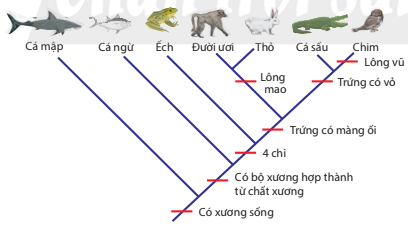 Cá mập Cá ngừ Ếch Đười ươi Thỏ Cá sấu Chim
Lông vũ
Lông
mao
Trứng có vỏ
Trứng có màng ối
4 chi
Có bộ xương hợp thành
từ chất xương
Có xương sống